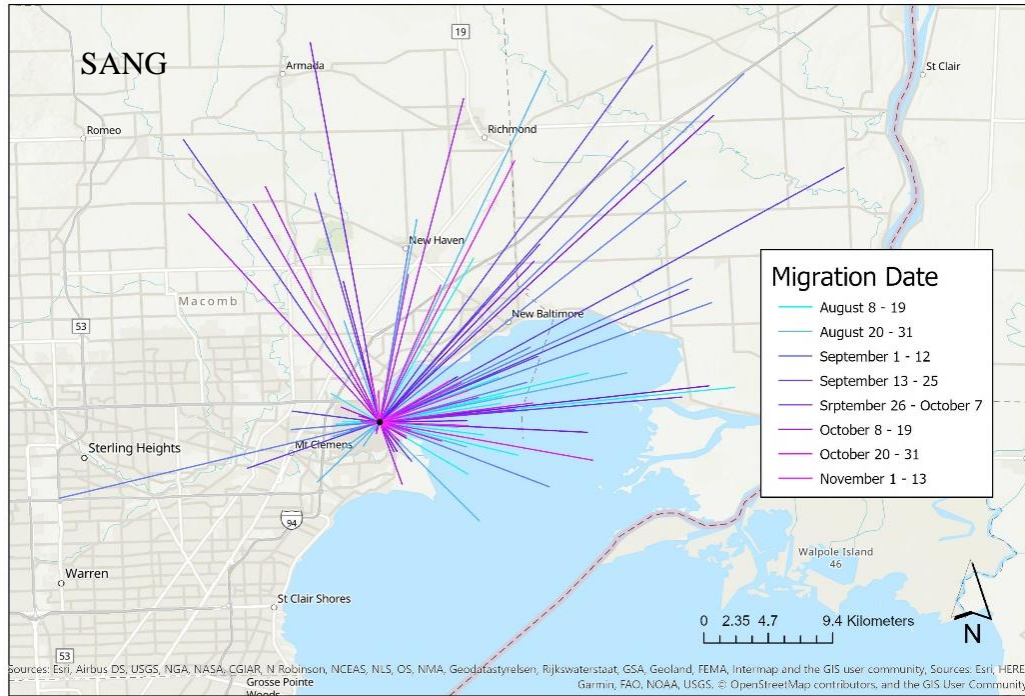 SANG
19
Armada
St Clair
Romeo
Richmond
New Haven
Macomb
53
New Baltimore
Migration Date
August 8 - 19
August 20 - 31
September 1 - 12
September 13 - 25
Srptember 26 - October 7
October 8 - 19
October 20 - 31
November 1 - 13
Sterling Heights
Mt Clemens
94
Walpole Island
46
Warren
St Clair Shores
0 2.35 4.7 9.4 Kilometers
N
53
Sources: Esri, Airbus DS, USGS, NGA, NASA, CGIAR, N Robinson, NCEAS, NLS, OS, NMA, Geodatastyrelsen, Rijkswaterstaat, GSA, Geoland, FEMA, Intermap and the GIS user community, Sources: Esri, HERE,
Garmin, FAO, NOAA, USGS, © OpenStreetMap contributors, and the GIS User Community
Grosse Pointe
Woods